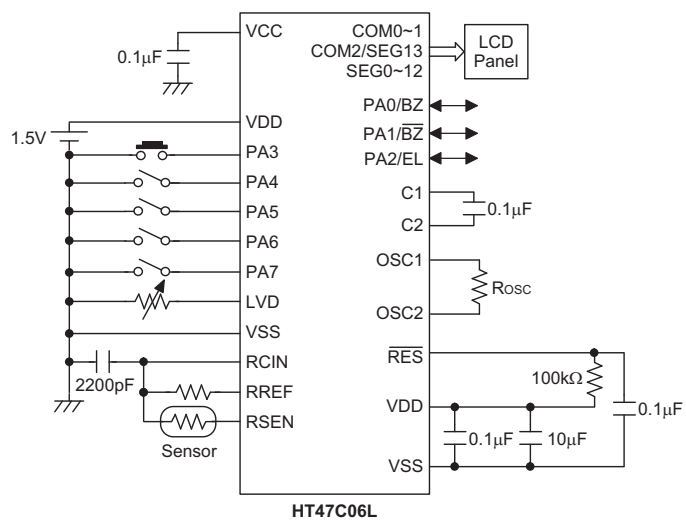 VCC
COM0~1
COM2/SEG13
SEG0~12
LCD
Panel
0.1μF
PA0/BZ
VDD
1.5V
PA1/B̅Z̅
PA3
PA2/EL
PA4
C1
PA5
0.1μF
C2
PA6
OSC1
PA7
ROSC
LVD
OSC2
VSS
RCIN
R̅E̅S̅
2200pF
100kΩ
RREF
VDD
0.1μF
RSEN
0.1μF
10μF
Sensor
VSS
HT47C06L